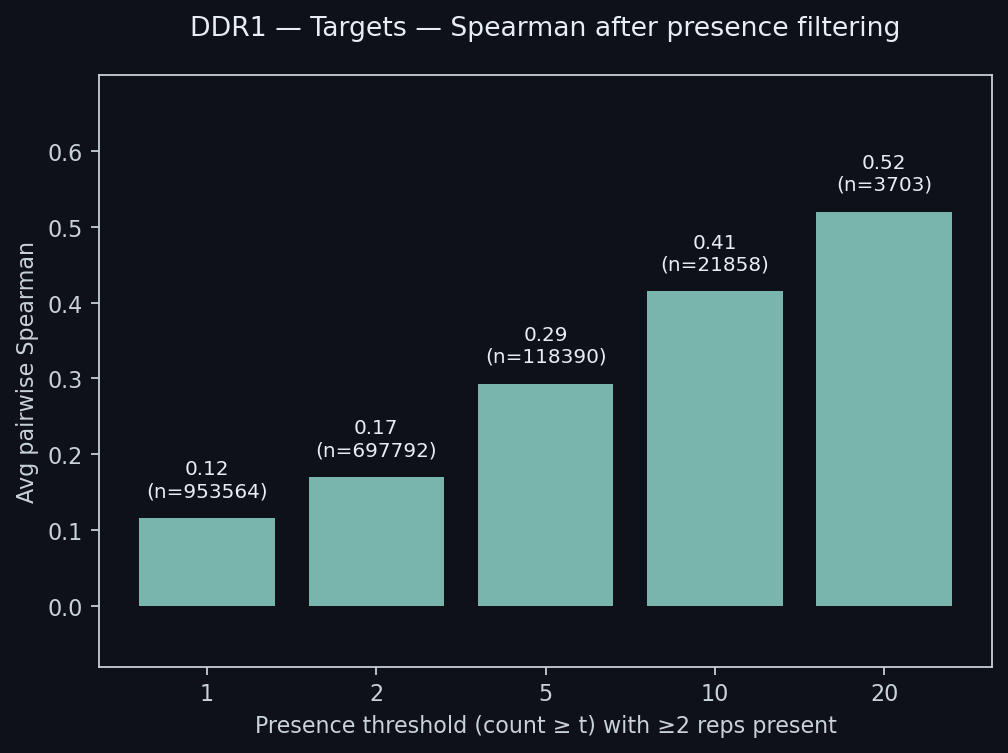 DDR1 — Targets — Spearman after presence filtering
Avg pairwise Spearman
0.6
0.5
0.4
0.3
0.2
0.1
0.0
0.12
(n=953564)
0.17
(n=697792)
0.29
(n=118390)
0.41
(n=21858)
0.52
(n=3703)
1 2 5 10 20
Presence threshold (count ≥ t) with ≥2 reps present